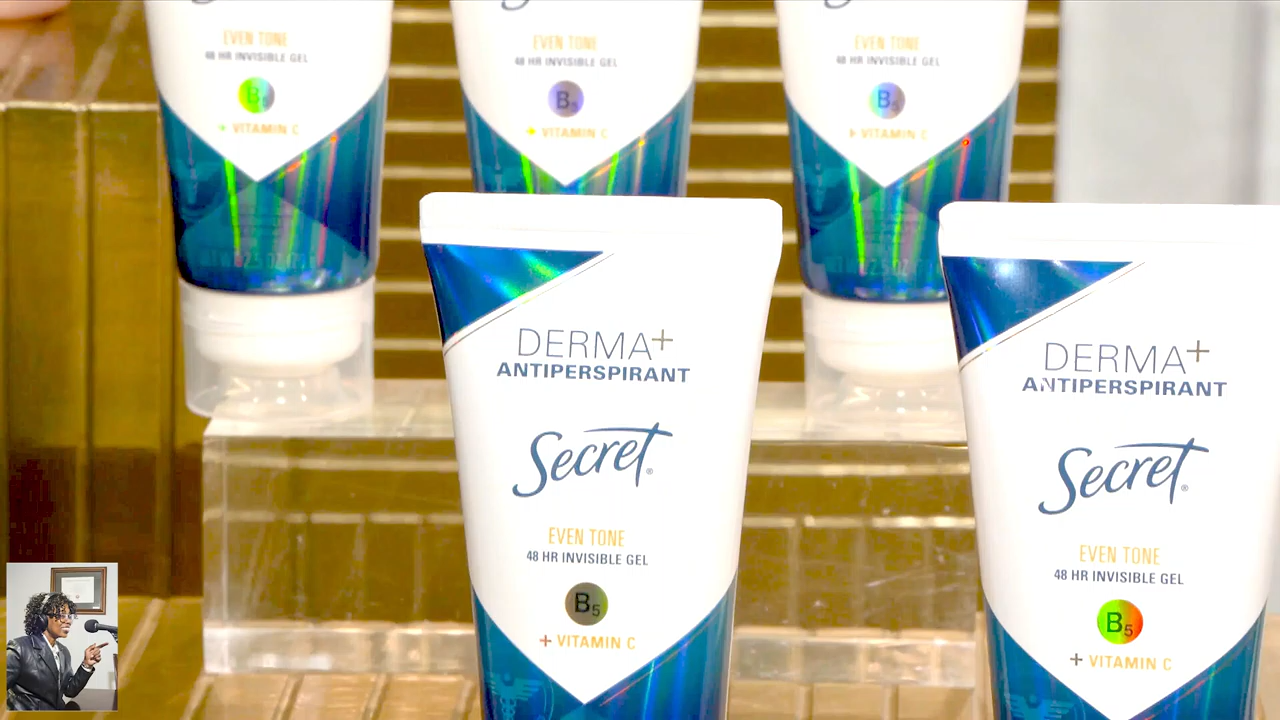 EVEN TONE
48 HR INVISIBLE GEL
B5
+ VITAMIN C
EVEN TONE
48 HR INVISIBLE GEL
B5
+ VITAMIN C
EVEN TONE
48 HR INVISIBLE GEL
B5
+ VITAMIN C
DERMA+
ANTIPERSPIRANT
Secret®
EVEN TONE
48 HR INVISIBLE GEL
B5
+ VITAMIN C
DERMA+
ANTIPERSPIRANT
Secret®
EVEN TONE
48 HR INVISIBLE GEL
B5
+ VITAMIN C